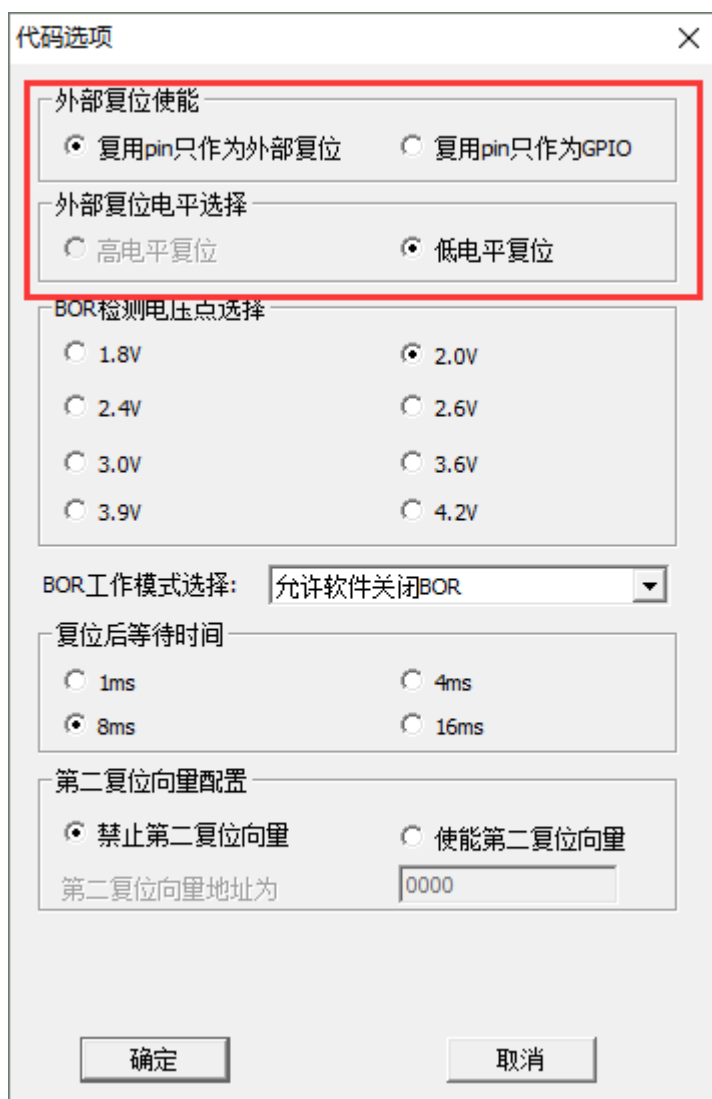 代码选项
外部复位使能
复用pin只作为外部复位 复用pin只作为GPIO
外部复位电平选择
高电平复位 低电平复位
BOR检测电压点选择
1.8V 2.0V
2.4V 2.6V
3.0V 3.6V
3.9V 4.2V
BOR工作模式选择: 允许软件关闭BOR
复位后等待时间
1ms 4ms
8ms 16ms
第二复位向量配置
禁止第二复位向量 使能第二复位向量
第二复位向量地址为 0000
确定 取消